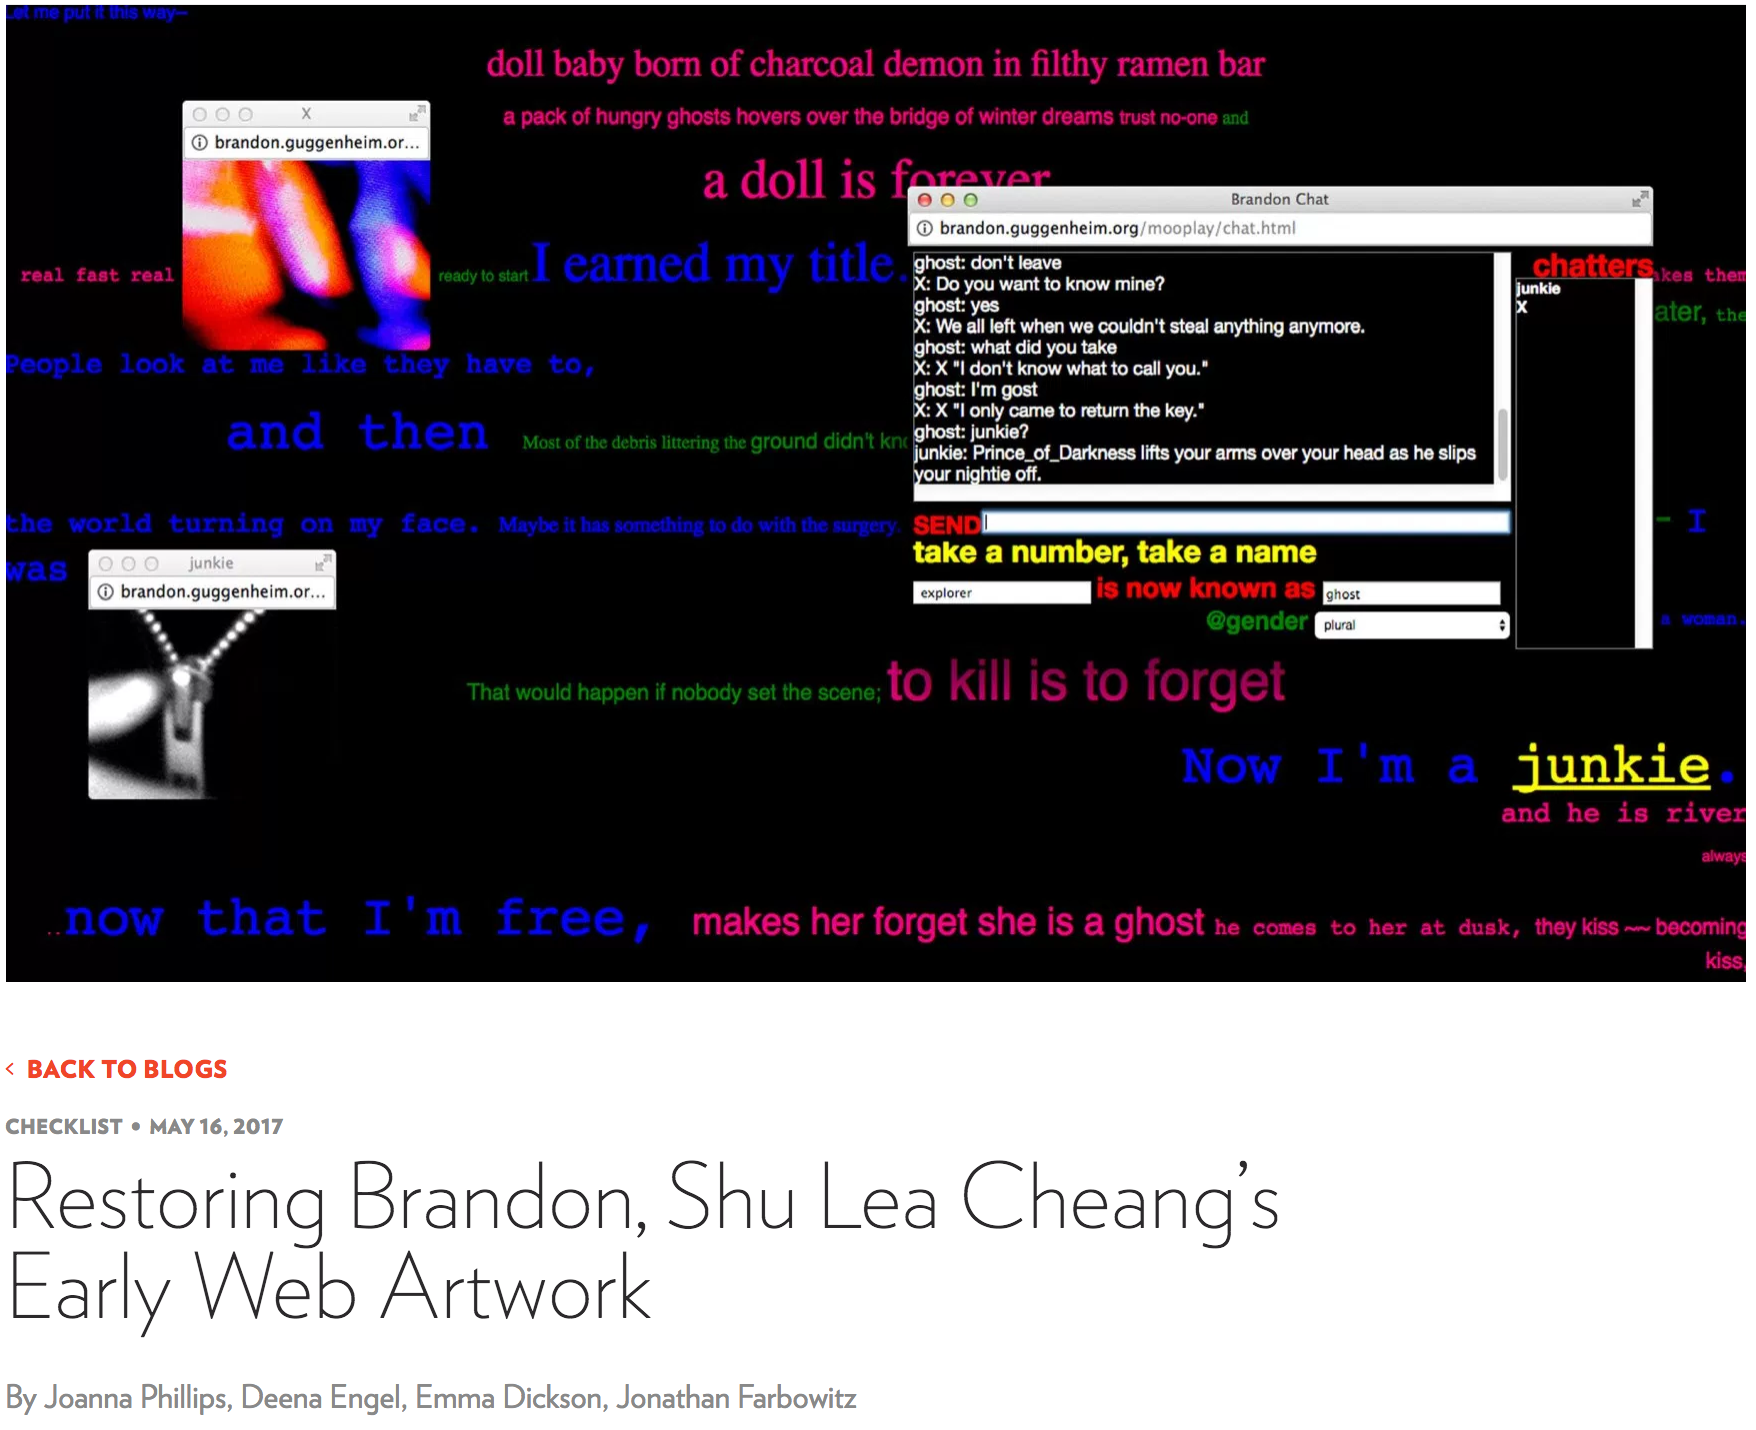 Let me put it this way—
doll baby born of charcoal demon in filthy ramen bar
a pack of hungry ghosts hovers over the bridge of winter dreams trust no-one and
a doll is forever
X
brandon.guggenheim.or...
real fast real
ready to start I earned my title.
Brandon Chat
brandon.guggenheim.org/mooplay/chat.html
ghost: don't leave
X: Do you want to know mine?
ghost: yes
X: We all left when we couldn't steal anything anymore.
ghost: what did you take
X: X "I don't know what to call you."
ghost: I'm gost
X: X "I only came to return the key."
ghost: junkie?
junkie: Prince_of_Darkness lifts your arms over your head as he slips
your nightie off.
chatters
junkie
X
SEND
take a number, take a name
explorer is now known as ghost
@gender plural
kes them
ater, the
People look at me like they have to,
and then Most of the debris littering the ground didn't kn
the world turning on my face. Maybe it has something to do with the surgery.
– I
was
a woman.
junkie
brandon.guggenheim.or...
That would happen if nobody set the scene; to kill is to forget
Now I'm a junkie.
and he is river
always
..now that I'm free, makes her forget she is a ghost he comes to her at dusk, they kiss ~~ becoming
kiss,
< BACK TO BLOGS
CHECKLIST • MAY 16, 2017
Restoring Brandon, Shu Lea Cheang's
Early Web Artwork
By Joanna Phillips, Deena Engel, Emma Dickson, Jonathan Farbowitz